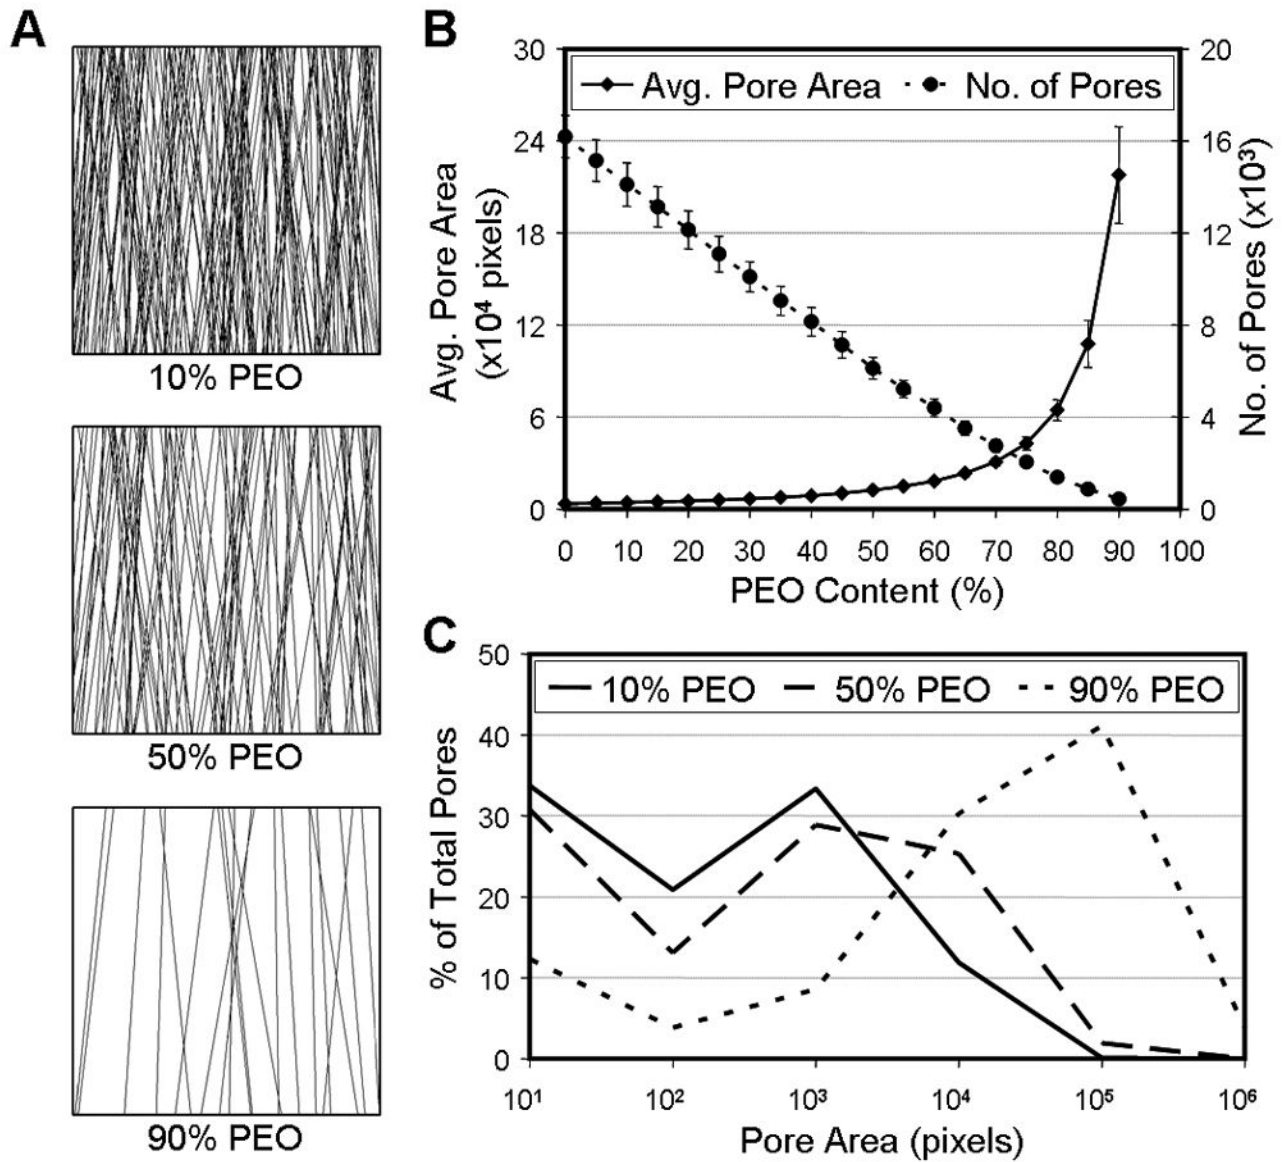 A
10% PEO
50% PEO
90% PEO
B
Avg. Pore Area No. of Pores
30
24
18
12
6
0
20
16
12
8
4
0
Avg. Pore Area
(x10⁴ pixels)
No. of Pores (x10³)
0 10 20 30 40 50 60 70 80 90 100
PEO Content (%)
C
10% PEO 50% PEO 90% PEO
50
40
30
20
10
0
% of Total Pores
10¹ 10² 10³ 10⁴ 10⁵ 10⁶
Pore Area (pixels)